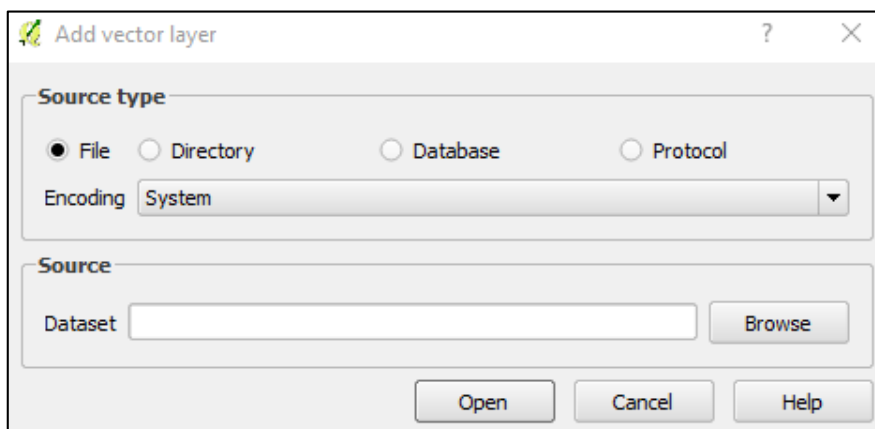 Add vector layer ?
Source type
File Directory Database Protocol
Encoding System
Source
Dataset Browse
Open Cancel Help